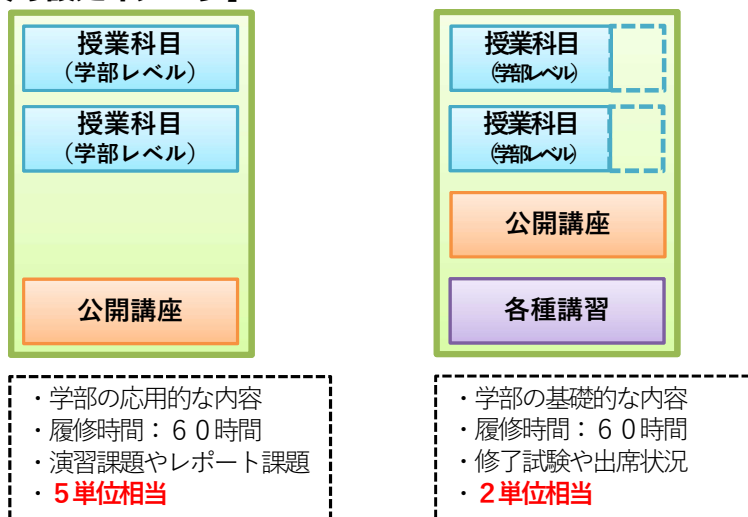 授業科目
(学部レベル)
授業科目
(学部レベル)
公開講座
・学部の応用的な内容
・履修時間：６０時間
・演習課題やレポート課題
・５単位相当
授業科目
(学部レベル)
授業科目
(学部レベル)
公開講座
各種講習
・学部の基礎的な内容
・履修時間：６０時間
・修了試験や出席状況
・２単位相当